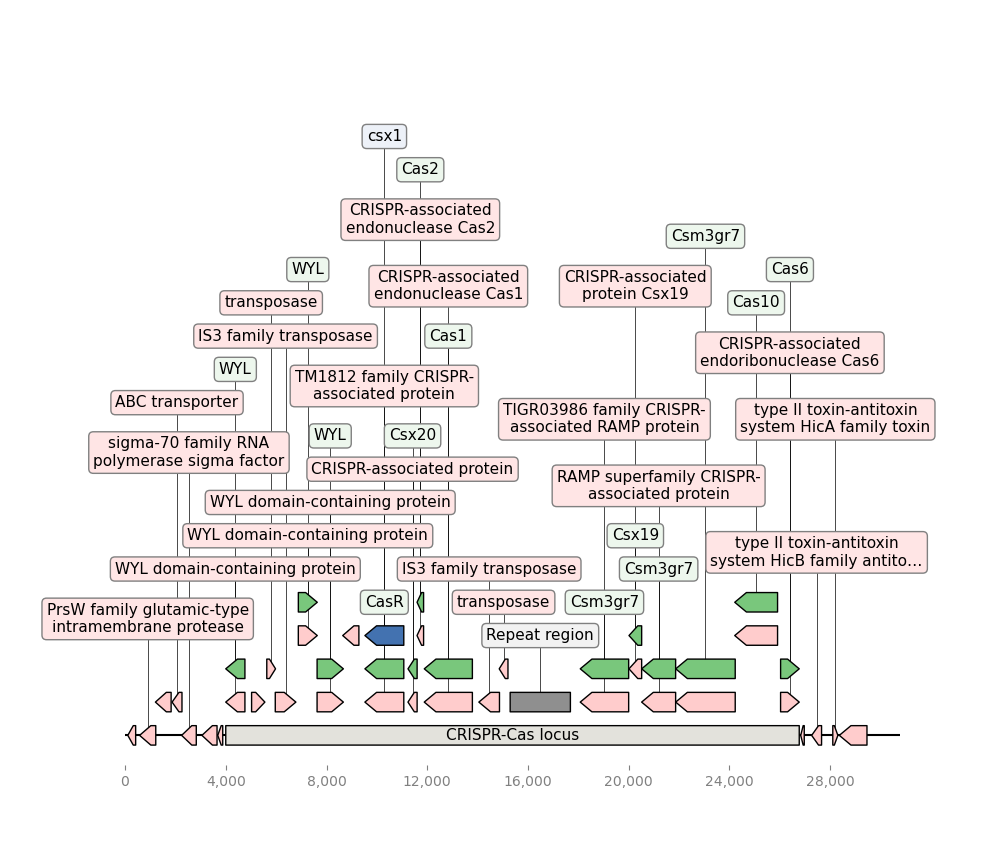 csx1
Cas2
CRISPR-associated
endonuclease Cas2
Csm3gr7
WYL
CRISPR-associated
endonuclease Cas1
CRISPR-associated
protein Csx19
Cas6
transposase
Cas10
IS3 family transposase
Cas1
CRISPR-associated
endoribonuclease Cas6
WYL
TM1812 family CRISPR-
associated protein
ABC transporter
TIGR03986 family CRISPR-
associated RAMP protein
type II toxin-antitoxin
system HicA family toxin
sigma-70 family RNA
polymerase sigma factor
WYL
Csx20
CRISPR-associated protein
RAMP superfamily CRISPR-
associated protein
WYL domain-containing protein
WYL domain-containing protein
Csx19
type II toxin-antitoxin
system HicB family antito…
WYL domain-containing protein
IS3 family transposase
Csm3gr7
PrsW family glutamic-type
intramembrane protease
CasR
transposase
Csm3gr7
Repeat region
CRISPR-Cas locus
0
4,000
8,000
12,000
16,000
20,000
24,000
28,000